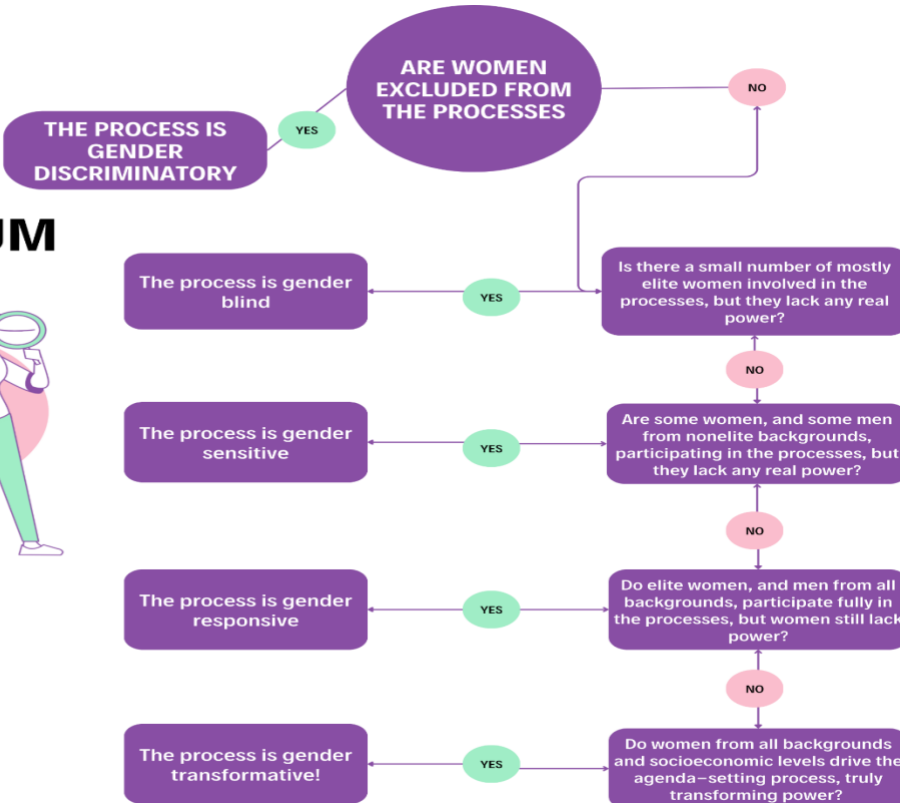 ARE WOMEN
EXCLUDED FROM
THE PROCESSES
NO
YES
THE PROCESS IS
GENDER
DISCRIMINATORY
UM
The process is gender
blind
YES
Is there a small number of mostly
elite women involved in the
processes, but they lack any real
power?
NO
The process is gender
sensitive
YES
Are some women, and some men
from nonelite backgrounds,
participating in the processes, but
they lack any real power?
NO
The process is gender
responsive
YES
Do elite women, and men from all
backgrounds, participate fully in
the processes, but women still lack
power?
NO
The process is gender
transformative!
YES
Do women from all backgrounds
and socioeconomic levels drive the
agenda–setting process, truly
transforming power?